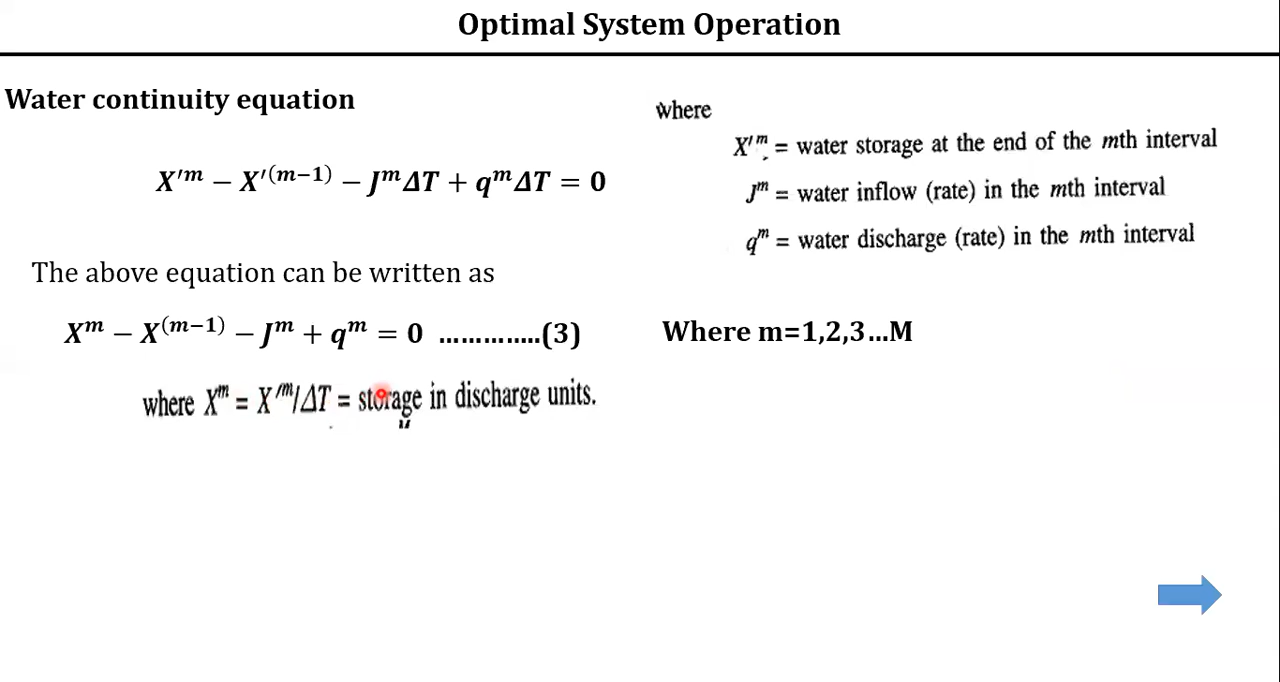 Optimal System Operation
Water continuity equation
X′ᵐ − X′⁽ᵐ⁻¹⁾ − JᵐΔT + qᵐΔT = 0
The above equation can be written as
Xᵐ − X⁽ᵐ⁻¹⁾ − Jᵐ + qᵐ = 0 ..............(3)
where Xᵐ = X′ᵐ/ΔT = storage in discharge units.
where
X′ᵐ = water storage at the end of the mth interval
Jᵐ = water inflow (rate) in the mth interval
qᵐ = water discharge (rate) in the mth interval
Where m=1,2,3...M